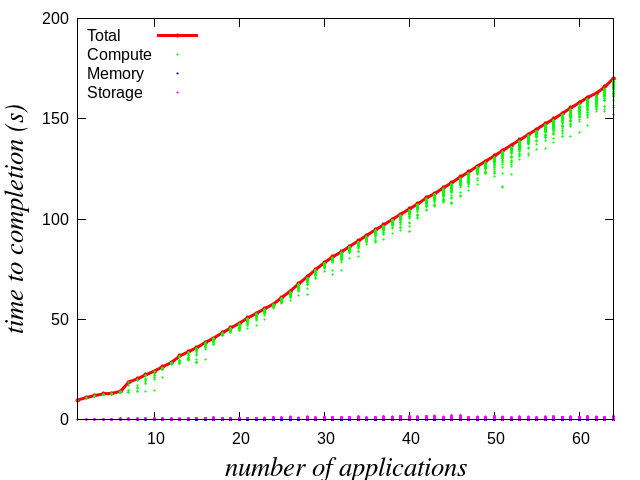 200
150
100
50
0
time to completion (s)
Total
Compute
Memory
Storage
10 20 30 40 50 60
number of applications